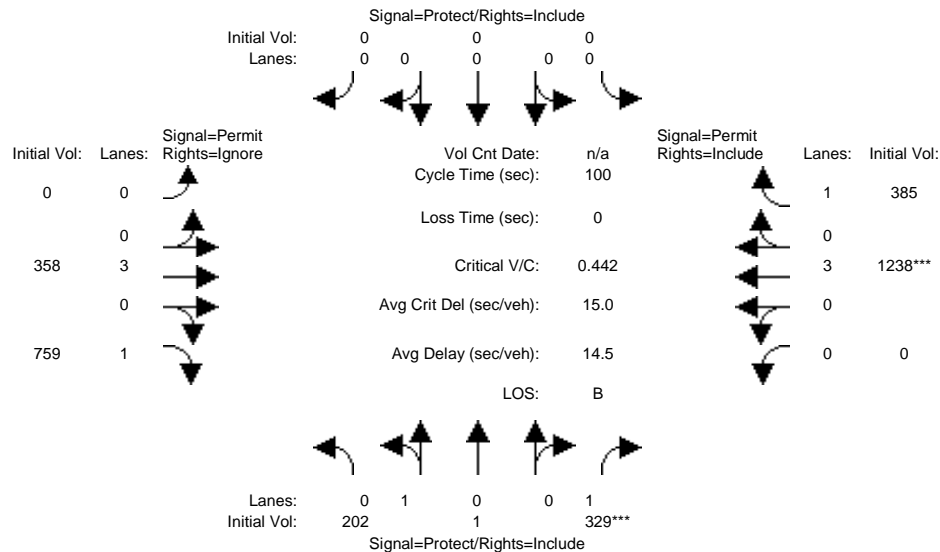 Signal=Protect/Rights=Include
Initial Vol: 0 0 0
Lanes: 0 0 0 0 0
Signal=Permit Signal=Permit
Initial Vol: Lanes: Rights=Ignore Vol Cnt Date: n/a Rights=Include Lanes: Initial Vol:
Cycle Time (sec): 100
0 0 1 385
Loss Time (sec): 0
0 0
358 3 Critical V/C: 0.442 3 1238***
0 Avg Crit Del (sec/veh): 15.0 0
759 1 Avg Delay (sec/veh): 14.5 0 0
LOS: B
Lanes: 0 1 0 0 1
Initial Vol: 202 1 329***
Signal=Protect/Rights=Include